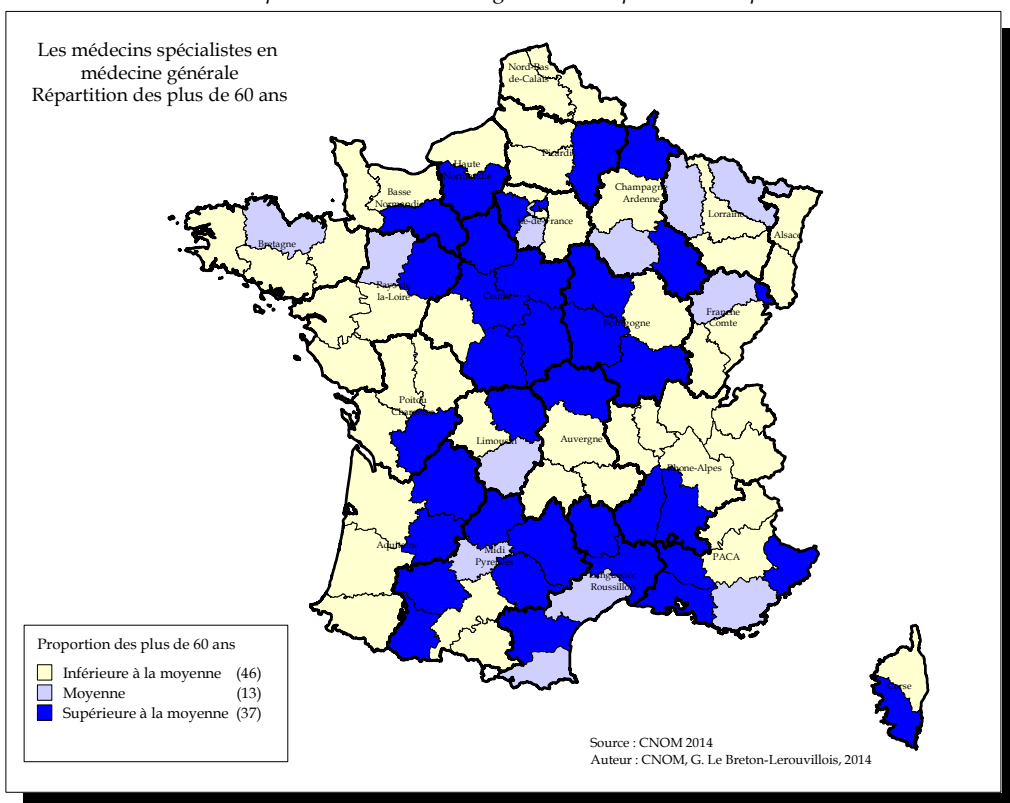 Les médecins spécialistes en
médecine générale
Répartition des plus de 60 ans
Nord-Bas
de-Calais
Picardi
Haute
Normandie
Basse
Normandie
Champagne
Ardenne
Lorraine
Alsace
Île-de-France
Bretagne
Pays de
la-Loire
Centre
Bourgogne
Franche
Comte
Poitou
Charentes
Limousin
Auvergne
Rhone-Alpes
Aquitaine
Midi
Pyrénées
Languedoc
Roussillon
PACA
Corse
Proportion des plus de 60 ans
Inférieure à la moyenne (46)
Moyenne (13)
Supérieure à la moyenne (37)
Source : CNOM 2014
Auteur : CNOM, G. Le Breton-Lerouvillois, 2014